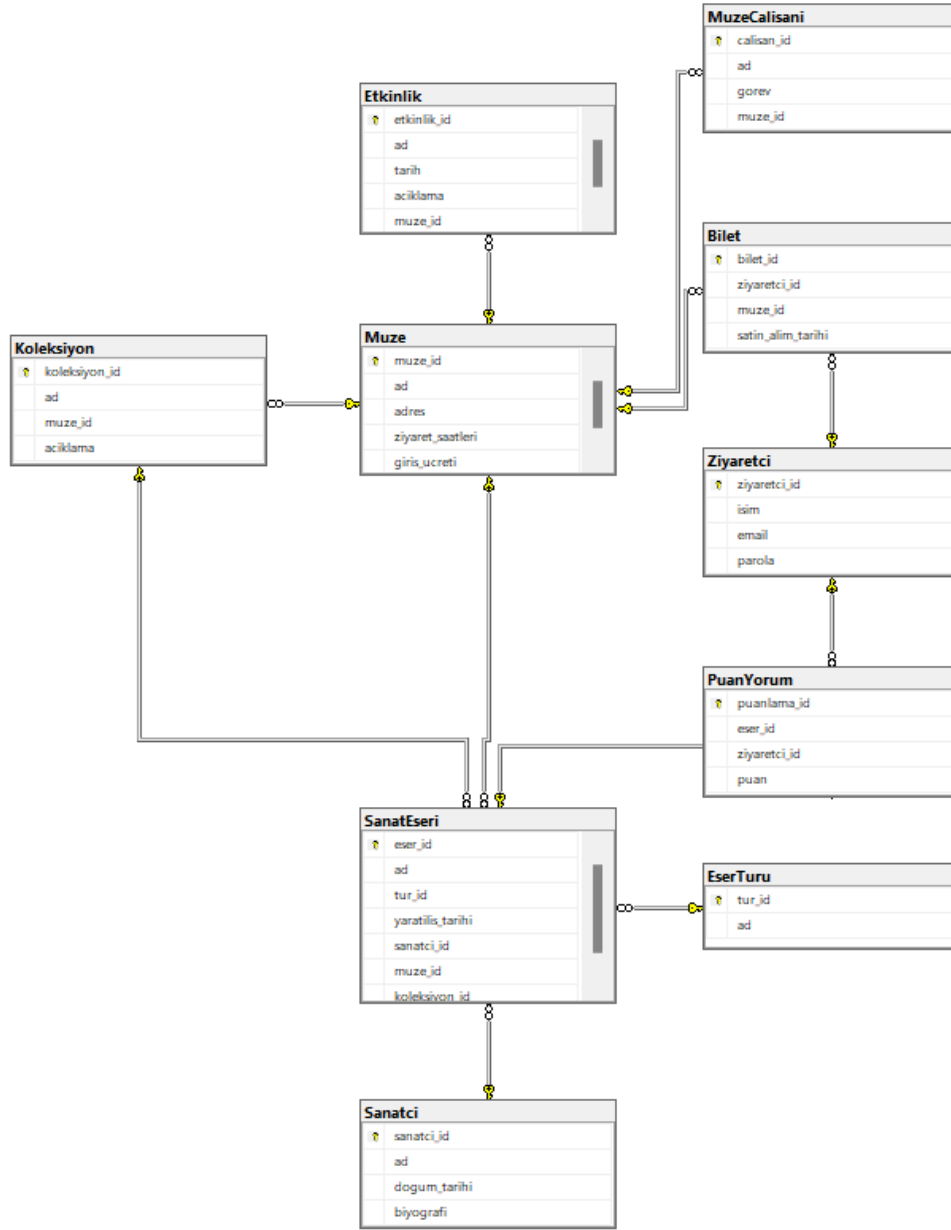 MuzeCalisani
calisan_id
ad
gorev
muze_id
Etkinlik
etkinlik_id
ad
tarih
aciklama
muze_id
Bilet
bilet_id
ziyaretci_id
muze_id
satin_alim_tarihi
Koleksiyon
koleksiyon_id
ad
muze_id
aciklama
Muze
muze_id
ad
adres
ziyaret_saatleri
giris_ucreti
Ziyaretci
ziyaretci_id
isim
email
parola
PuanYorum
puanlama_id
eser_id
ziyaretci_id
puan
SanatEseri
eser_id
ad
tur_id
yaratilis_tarihi
sanatci_id
muze_id
koleksiyon_id
EserTuru
tur_id
ad
Sanatci
sanatci_id
ad
dogum_tarihi
biyografi